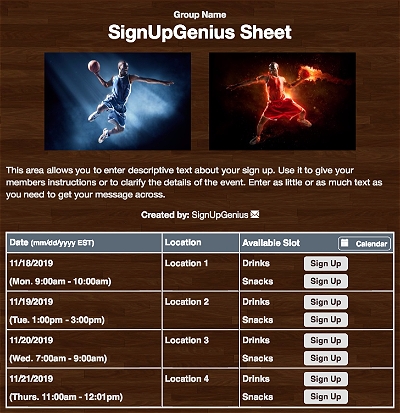 Group Name
SignUpGenius Sheet
This area allows you to enter descriptive text about your sign up. Use it to give your
members instructions or to clarify the details of the event. Enter as little or as much text as
you need to get your message across.
Created by: SignUpGenius
Date (mm/dd/yyyy EST) Location Available Slot Calendar
11/18/2019 Location 1 Drinks Sign Up
(Mon. 9:00am - 10:00am) Snacks Sign Up
11/19/2019 Location 2 Drinks Sign Up
(Tue. 1:00pm - 3:00pm) Snacks Sign Up
11/20/2019 Location 3 Drinks Sign Up
(Wed. 7:00am - 9:00am) Snacks Sign Up
11/21/2019 Location 4 Drinks Sign Up
(Thurs. 11:00am - 12:01pm) Snacks Sign Up